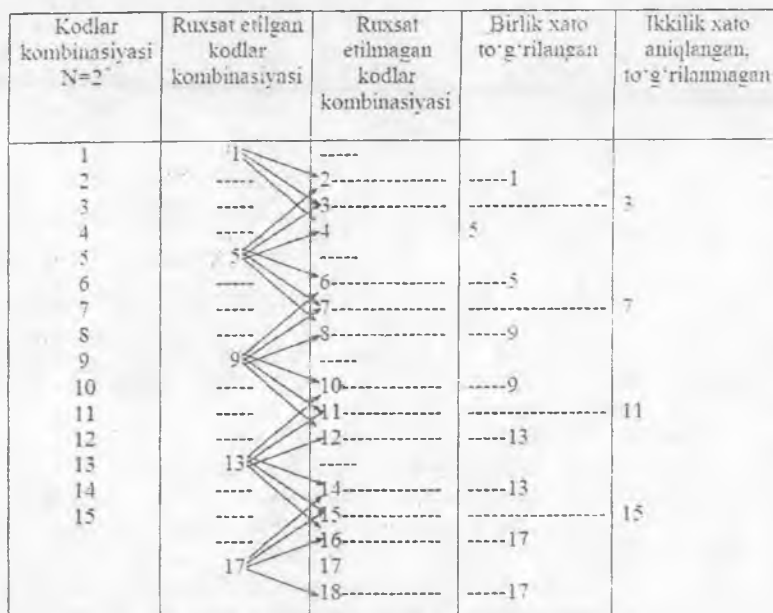 Kodlar kombinasiyasi N=2ˆ | Ruxsat etilgan kodlar kombinasiyasi | Ruxsat etilmagan kodlar kombinasiyasi | Birlik xato to‘g‘rilangan | Ikkilik xato aniqlangan, to‘g‘rilanmagan
1 1 -----
2 ----- 2 ----- 1
3 ----- 3 ----- 3
4 ----- 4 5
5 5 -----
6 ----- 6 ----- 5
7 ----- 7 ----- 7
8 ----- 8 ----- 9
9 9 -----
10 ----- 10 ----- 9
11 ----- 11 ----- 11
12 ----- 12 ----- 13
13 13 -----
14 ----- 14 ----- 13
15 ----- 15 ----- 15
----- 16 ----- 17
17 17
18 ----- 17